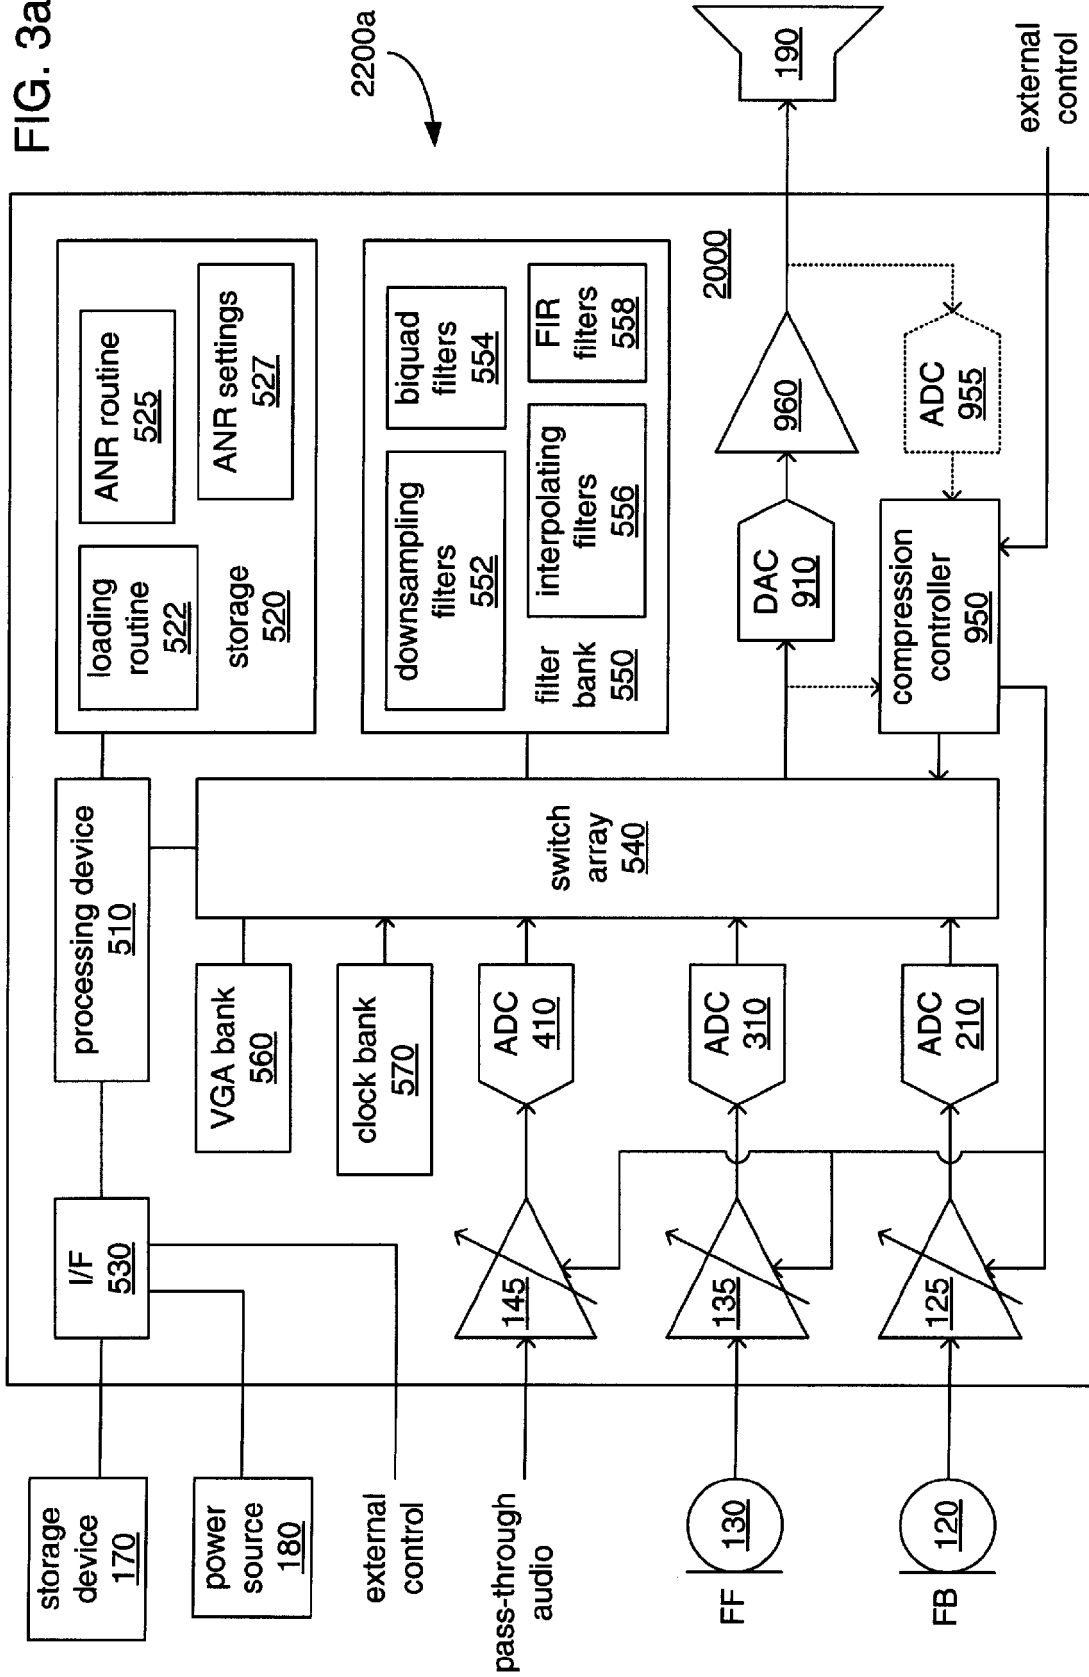 FIG. 3a
2200a
storage
device
170
power
source
180
external
control
pass-through
audio
FF
130
FB
120
I/F
530
processing device
510
loading
routine
522
ANR routine
525
ANR settings
527
storage
520
VGA bank
560
clock bank
570
switch
array
540
downsampling
filters
552
biquad
filters
554
interpolating
filters
556
FIR
filters
558
filter
bank
550
145
ADC
410
135
ADC
310
125
ADC
210
2000
DAC
910
960
190
compression
controller
950
ADC
955
external
control